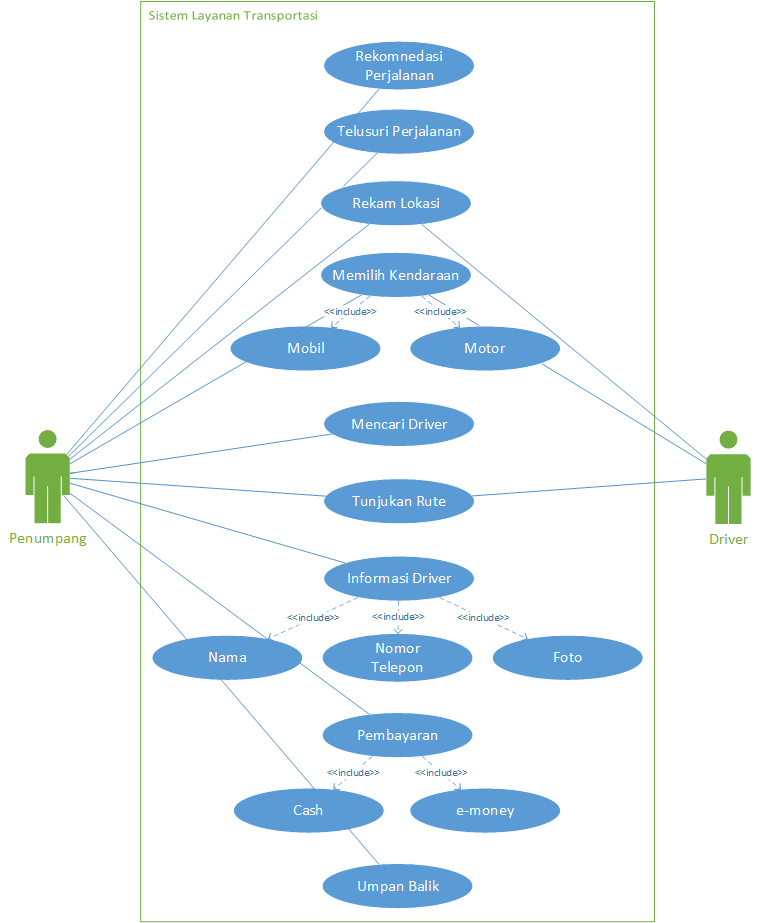 Sistem Layanan Transportasi
Rekomnedasi
Perjalanan
Telusuri Perjalanan
Rekam Lokasi
Memilih Kendaraan
<<include>>
<<include>>
Mobil
Motor
Mencari Driver
Tunjukan Rute
Penumpang
Driver
Informasi Driver
<<include>>
<<include>>
<<include>>
Nama
Nomor
Telepon
Foto
Pembayaran
<<include>>
<<include>>
Cash
e-money
Umpan Balik